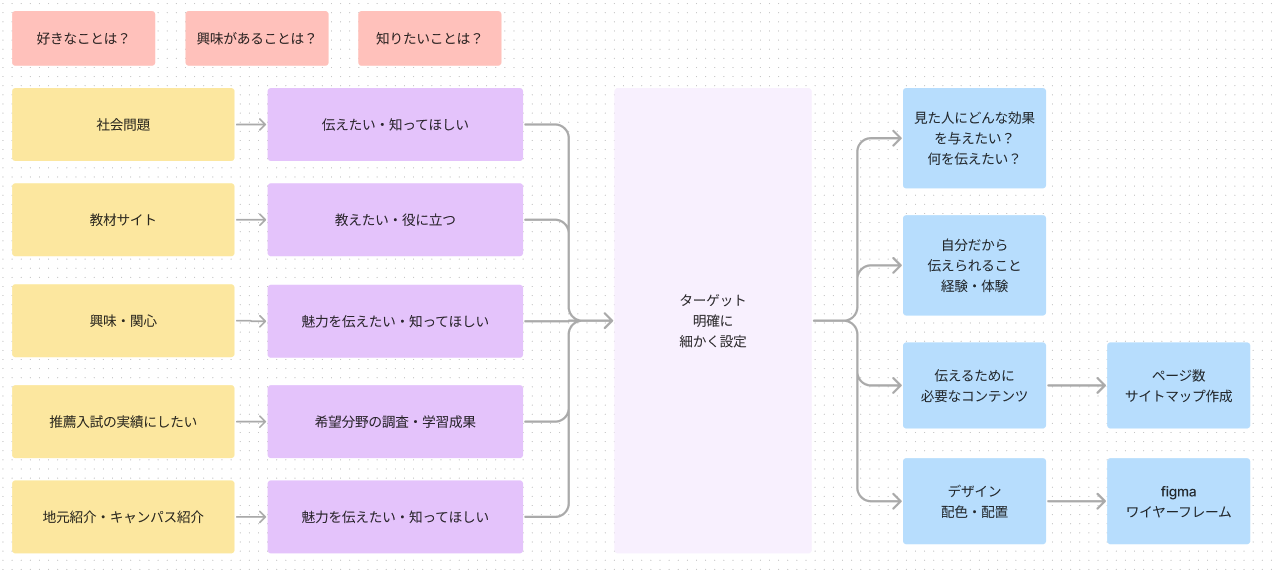 好きなことは？
興味があることは？
知りたいことは？
社会問題
伝えたい・知ってほしい
教材サイト
教えたい・役に立つ
興味・関心
魅力を伝えたい・知ってほしい
推薦入試の実績にしたい
希望分野の調査・学習成果
地元紹介・キャンパス紹介
魅力を伝えたい・知ってほしい
ターゲット
明確に
細かく設定
見た人にどんな効果
を与えたい？
何を伝えたい？
自分だから
伝えられること
経験・体験
伝えるために
必要なコンテンツ
ページ数
サイトマップ作成
デザイン
配色・配置
figma
ワイヤーフレーム